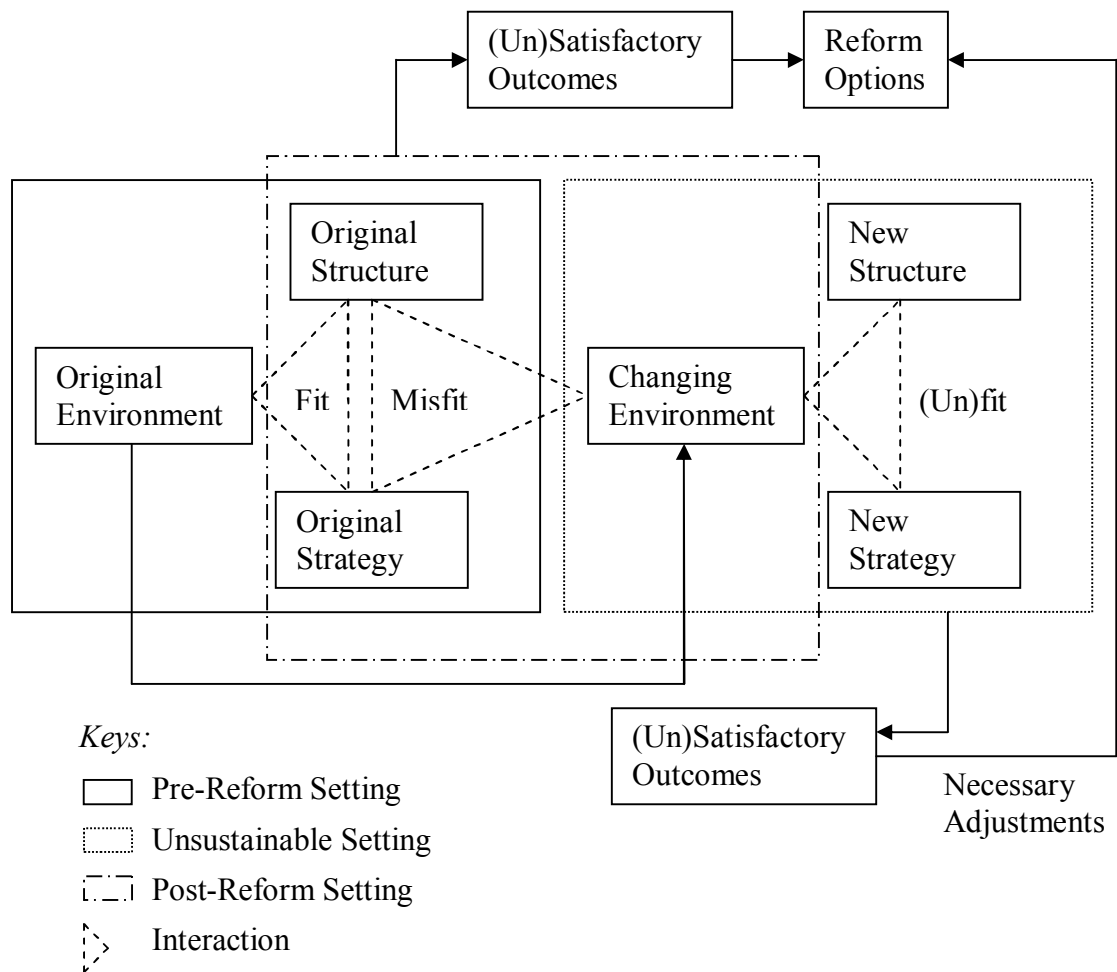 (Un)Satisfactory
Outcomes
Reform
Options
Original
Structure
New
Structure
Original
Environment
Fit
Misfit
Changing
Environment
(Un)fit
Original
Strategy
New
Strategy
Keys:
Pre-Reform Setting
Unsustainable Setting
Post-Reform Setting
Interaction
(Un)Satisfactory
Outcomes
Necessary
Adjustments